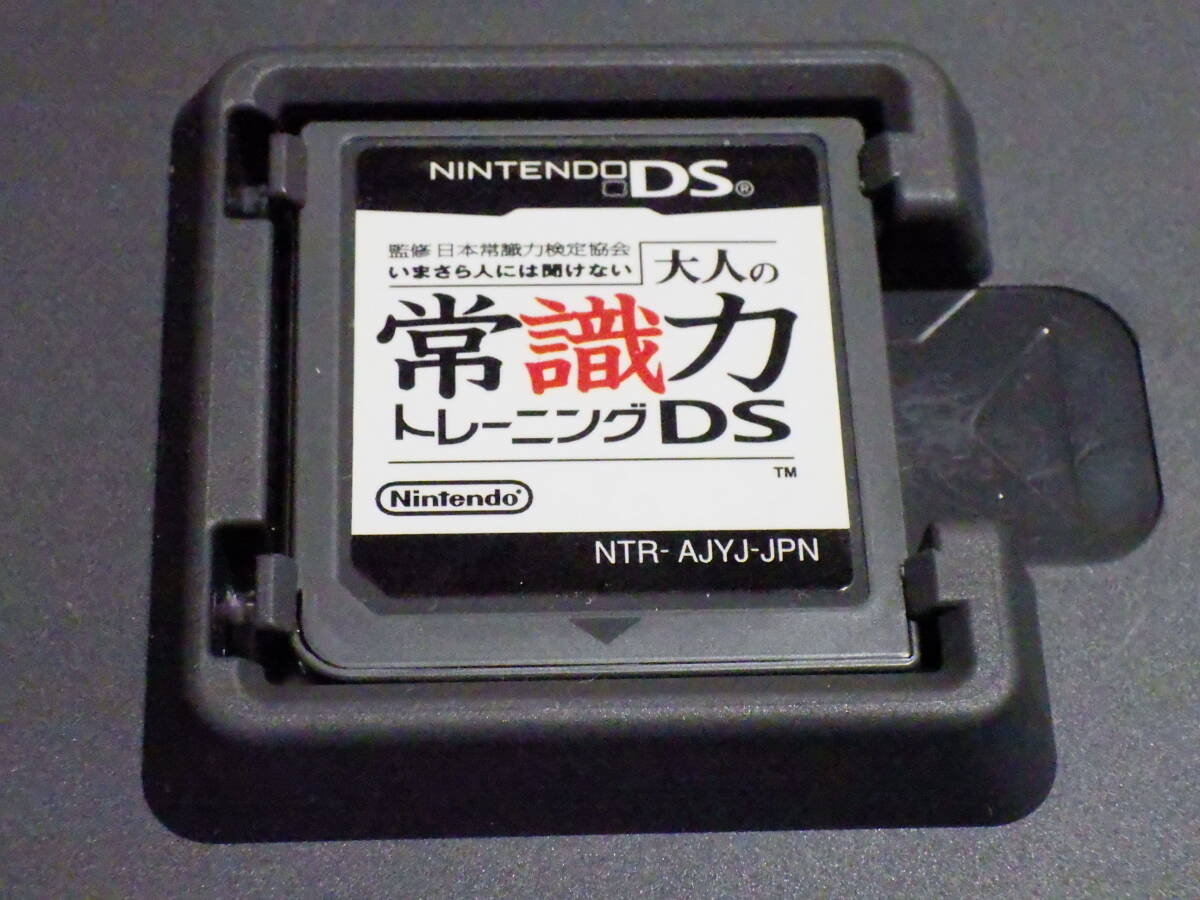 NINTENDO DS®
監修 日本常識力検定協会
いまさら人には聞けない
大人の
常識力
トレーニングDS
TM
Nintendo®
NTR- AJYJ-JPN